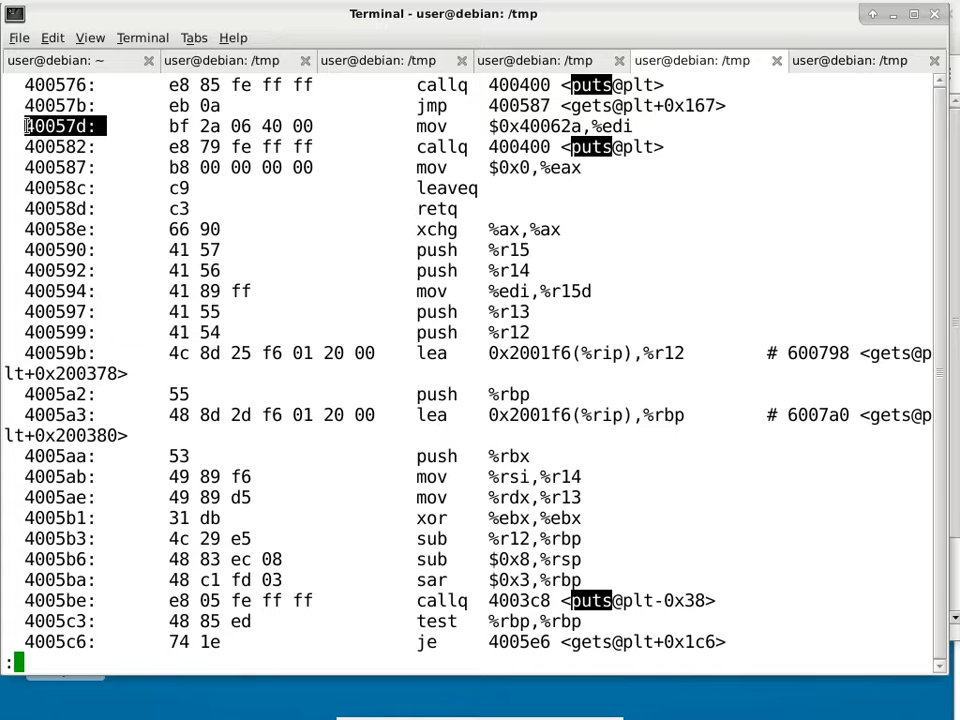 Terminal - user@debian: /tmp
File Edit View Terminal Tabs Help
user@debian: ~ user@debian: /tmp user@debian: /tmp user@debian: /tmp user@debian: /tmp user@debian: /tmp
400576: e8 85 fe ff ff callq 400400 <puts@plt>
40057b: eb 0a jmp 400587 <gets@plt+0x167>
40057d: bf 2a 06 40 00 mov $0x40062a,%edi
400582: e8 79 fe ff ff callq 400400 <puts@plt>
400587: b8 00 00 00 00 mov $0x0,%eax
40058c: c9 leaveq
40058d: c3 retq
40058e: 66 90 xchg %ax,%ax
400590: 41 57 push %r15
400592: 41 56 push %r14
400594: 41 89 ff mov %edi,%r15d
400597: 41 55 push %r13
400599: 41 54 push %r12
40059b: 4c 8d 25 f6 01 20 00 lea 0x2001f6(%rip),%r12 # 600798 <gets@p
lt+0x200378>
4005a2: 55 push %rbp
4005a3: 48 8d 2d f6 01 20 00 lea 0x2001f6(%rip),%rbp # 6007a0 <gets@p
lt+0x200380>
4005aa: 53 push %rbx
4005ab: 49 89 f6 mov %rsi,%r14
4005ae: 49 89 d5 mov %rdx,%r13
4005b1: 31 db xor %ebx,%ebx
4005b3: 4c 29 e5 sub %r12,%rbp
4005b6: 48 83 ec 08 sub $0x8,%rsp
4005ba: 48 c1 fd 03 sar $0x3,%rbp
4005be: e8 05 fe ff ff callq 4003c8 <puts@plt-0x38>
4005c3: 48 85 ed test %rbp,%rbp
4005c6: 74 1e je 4005e6 <gets@plt+0x1c6>
: